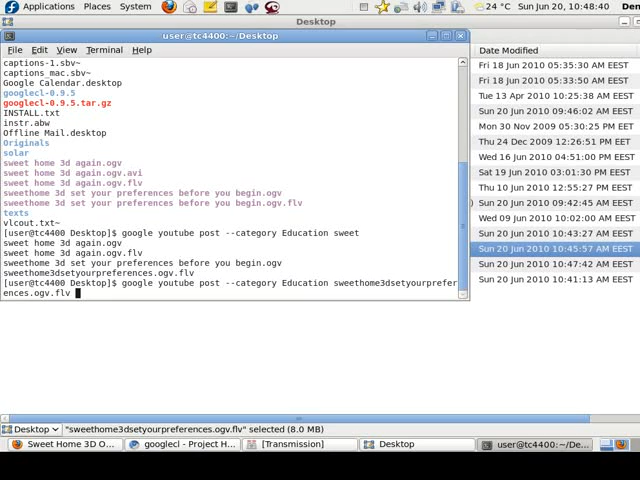 Applications Places System 24 °C Sun Jun 20, 10:48:40 Den
Desktop
user@tc4400:~/Desktop
File Edit View Terminal Help
captions-1.sbv~
captions_mac.sbv~
Google Calendar.desktop
googlecl-0.9.5
googlecl-0.9.5.tar.gz
INSTALL.txt
instr.abw
Offline Mail.desktop
Originals
solar
sweet home 3d again.ogv
sweet home 3d again.ogv.avi
sweet home 3d again.ogv.flv
sweethome 3d set your preferences before you begin.ogv
sweethome 3d set your preferences before you begin.ogv.flv
texts
vlcout.txt~
[user@tc4400 Desktop]$ google youtube post --category Education sweet
sweet home 3d again.ogv
sweet home 3d again.ogv.flv
sweethome 3d set your preferences before you begin.ogv
sweethome3dsetyourpreferences.ogv.flv
[user@tc4400 Desktop]$ google youtube post --category Education sweethome3dsetyourprefer
ences.ogv.flv
Date Modified
Fri 18 Jun 2010 05:35:30 AM EEST
Fri 18 Jun 2010 05:33:50 AM EEST
Tue 13 Apr 2010 10:25:38 AM EEST
Sun 20 Jun 2010 09:46:02 AM EEST
Mon 30 Nov 2009 05:30:25 PM EET
Thu 24 Dec 2009 12:26:51 PM EET
Wed 16 Jun 2010 04:51:00 PM EEST
Sat 19 Jun 2010 03:01:30 PM EEST
Thu 10 Jun 2010 12:55:27 PM EEST
) Sun 20 Jun 2010 09:42:45 AM EEST
Wed 09 Jun 2010 10:02:00 AM EEST
Sun 20 Jun 2010 10:43:27 AM EEST
Sun 20 Jun 2010 10:45:57 AM EEST
Sun 20 Jun 2010 10:47:42 AM EEST
Sun 20 Jun 2010 10:41:13 AM EEST
Desktop "sweethome3dsetyourpreferences.ogv.flv" selected (8.0 MB)
Sweet Home 3D O... googlecl - Project H... [Transmission] Desktop user@tc4400:~/De...